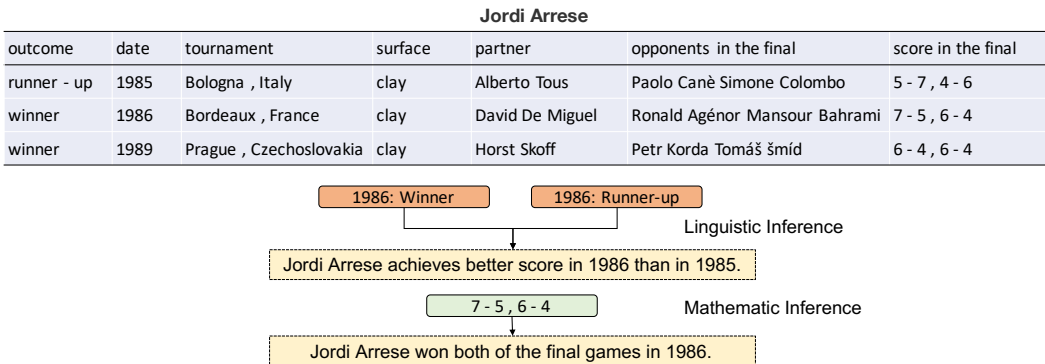 Jordi Arrese
outcome date tournament surface partner opponents in the final score in the final
runner - up 1985 Bologna , Italy clay Alberto Tous Paolo Canè Simone Colombo 5 - 7 , 4 - 6
winner 1986 Bordeaux , France clay David De Miguel Ronald Agénor Mansour Bahrami 7 - 5 , 6 - 4
winner 1989 Prague , Czechoslovakia clay Horst Skoff Petr Korda Tomáš šmíd 6 - 4 , 6 - 4
1986: Winner 1986: Runner-up
Linguistic Inference
Jordi Arrese achieves better score in 1986 than in 1985.
7 - 5 , 6 - 4 Mathematic Inference
Jordi Arrese won both of the final games in 1986.